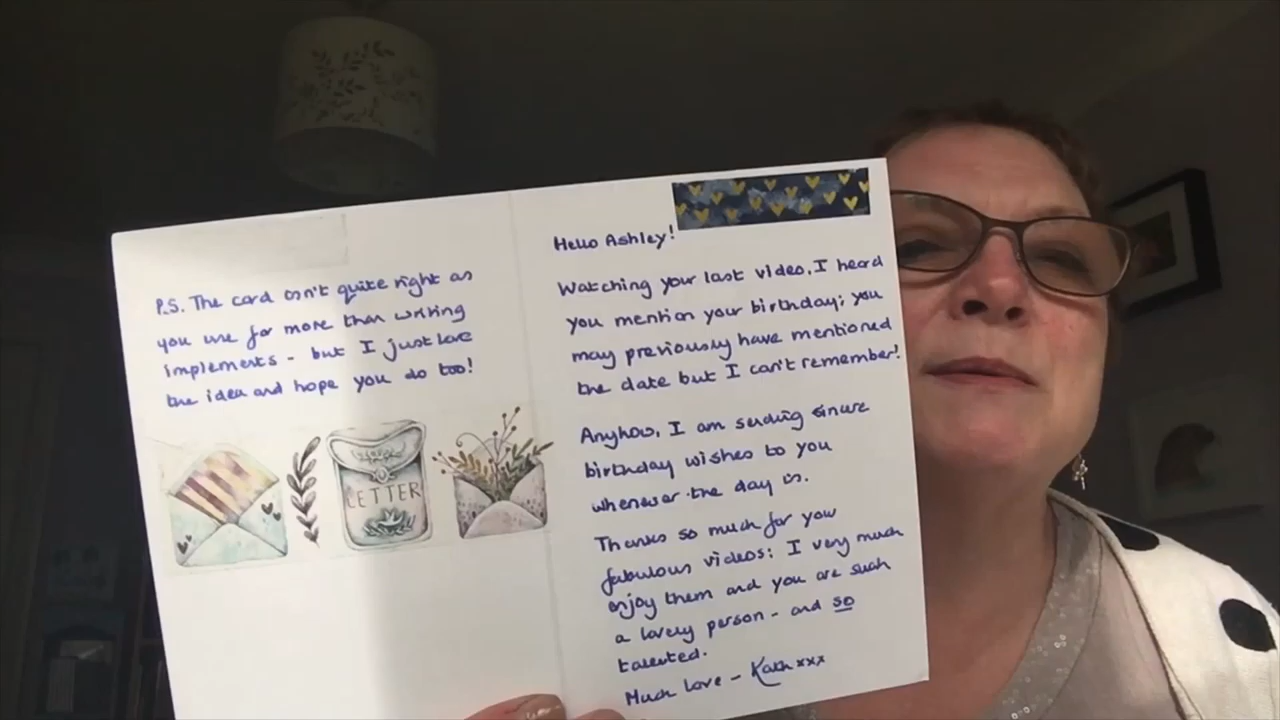 P.S. The card isn't quite right as
you use for more than writing
implements - but I just love
the idea and hope you do too!
LETTER
Hello Ashley!
Watching your last video, I heard
you mention your birthday; you
may previously have mentioned
the date but I can't remember!
Anyhow, I am sending sincere
birthday wishes to you
whenever the day is.
Thanks so much for your
fabulous videos: I very much
enjoy them and you are such
a lovely person - and so
talented.
Much love - Kath xxx